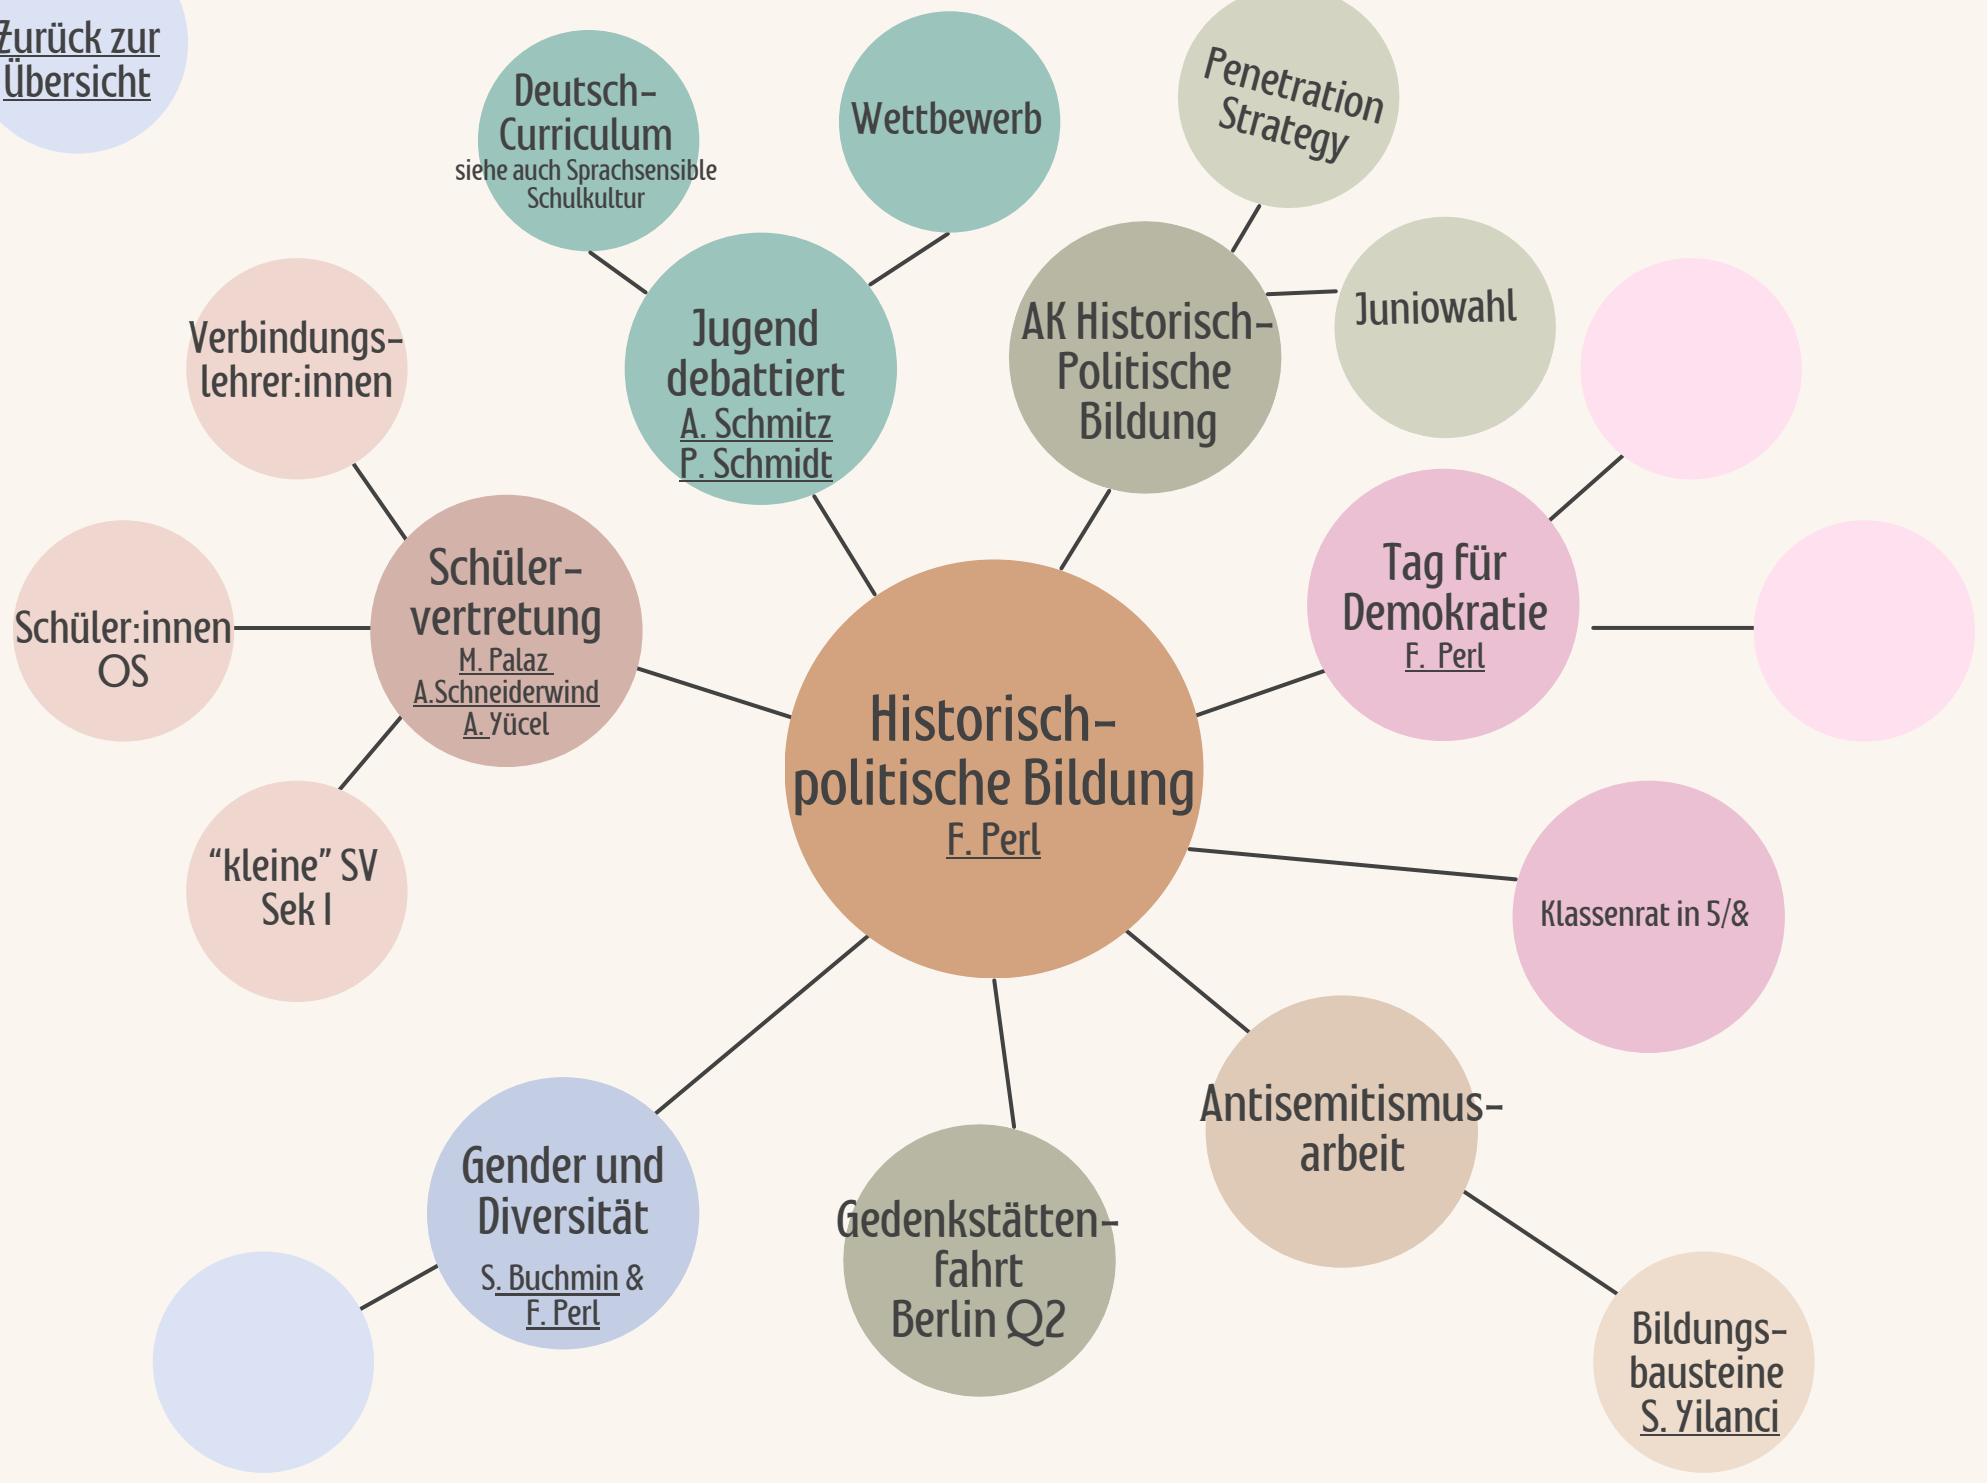 Zurück zur
Übersicht
Deutsch-
Curriculum
siehe auch Sprachsensible
Schulkultur
Wettbewerb
Penetration
Strategy
Jugend
debattiert
A. Schmitz
P. Schmidt
AK Historisch-
Politische
Bildung
Juniowahl
Verbindungs-
lehrer:innen
Schüler:innen
OS
Schüler-
vertretung
M. Palaz
A.Schneiderwind
A. Yücel
"kleine" SV
Sek I
Tag für
Demokratie
F. Perl
Historisch-
politische Bildung
F. Perl
Klassenrat in 5/&
Antisemitismus-
arbeit
Gender und
Diversität
S. Buchmin &
F. Perl
Gedenkstätten-
fahrt
Berlin Q2
Bildungs-
bausteine
S. Yilanci